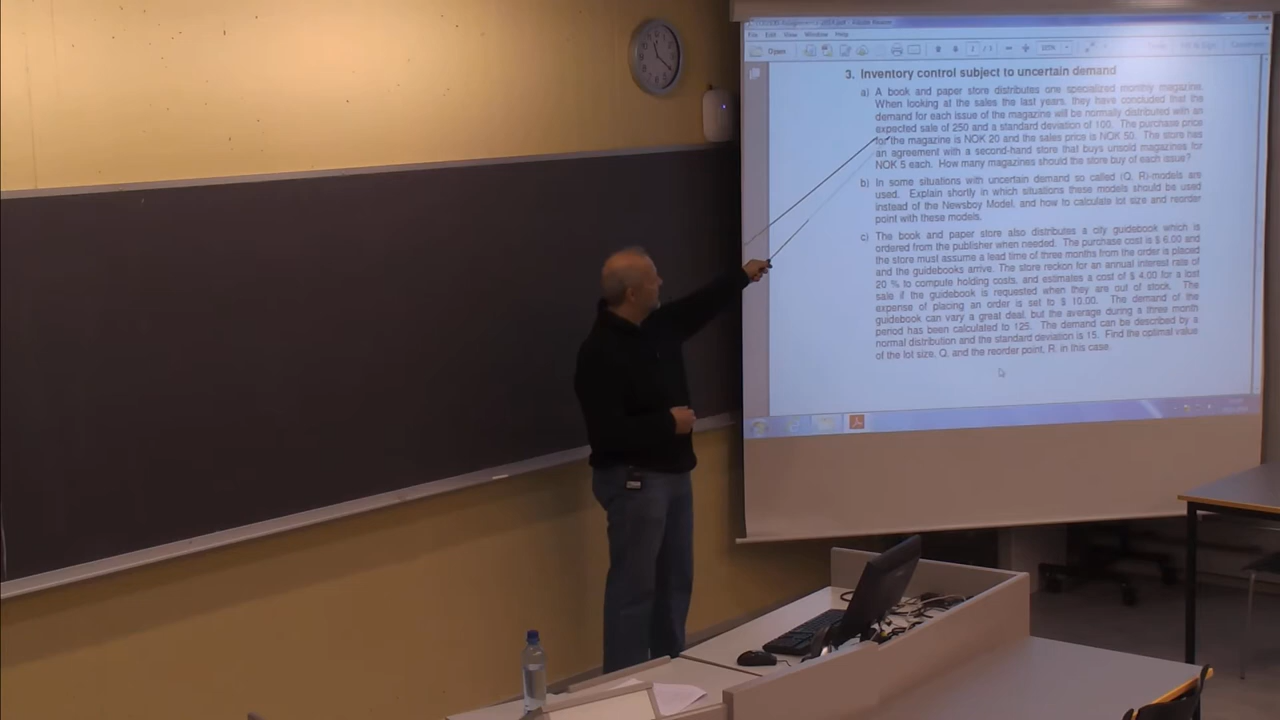 File Edit View Window Help
Open
3. Inventory control subject to uncertain demand
a) A book and paper store distributes one specialized monthly magazine.
When looking at the sales the last years, they have concluded that the
demand for each issue of the magazine will be normally distributed with an
expected sale of 250 and a standard deviation of 100. The purchase price
for the magazine is NOK 20 and the sales price is NOK 50. The store has
an agreement with a second-hand store that buys unsold magazines for
NOK 5 each. How many magazines should the store buy of each issue?
b) In some situations with uncertain demand so called (Q, R)-models are
used. Explain shortly in which situations these models should be used
instead of the Newsboy Model, and how to calculate lot size and reorder
point with these models.
c) The book and paper store also distributes a city guidebook which is
ordered from the publisher when needed. The purchase cost is $ 6.00 and
the store must assume a lead time of three months from the order is placed
and the guidebooks arrive. The store reckon for an annual interest rate of
20 % to compute holding costs, and estimates a cost of $ 4.00 for a lost
sale if the guidebook is requested when they are out of stock. The
expense of placing an order is set to $ 10.00. The demand of the
guidebook can vary a great deal, but the average during a three month
period has been calculated to 125. The demand can be described by a
normal distribution and the standard deviation is 15. Find the optimal value
of the lot size, Q, and the reorder point, R, in this case.